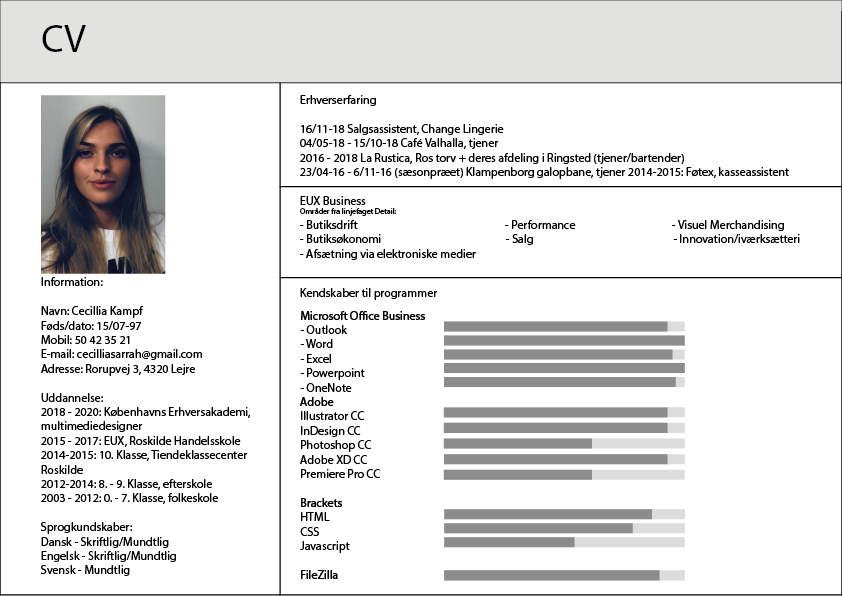 CV
Information:
Navn: Cecillia Kampf
Føds/dato: 15/07-97
Mobil: 50 42 35 21
E-mail: cecilliasarrah@gmail.com
Adresse: Rorupvej 3, 4320 Lejre
Uddannelse:
2018 - 2020: Københavns Erhversakademi,
multimediedesigner
2015 - 2017: EUX, Roskilde Handelsskole
2014-2015: 10. Klasse, Tiendeklassecenter
Roskilde
2012-2014: 8. - 9. Klasse, efterskole
2003 - 2012: 0. - 7. Klasse, folkeskole
Sprogkundskaber:
Dansk - Skriftlig/Mundtlig
Engelsk - Skriftlig/Mundtlig
Svensk - Mundtlig
Erhverserfaring
16/11-18 Salgsassistent, Change Lingerie
04/05-18 - 15/10-18 Café Valhalla, tjener
2016 - 2018 La Rustica, Ros torv + deres afdeling i Ringsted (tjener/bartender)
23/04-16 - 6/11-16 (sæsonpræet) Klampenborg galopbane, tjener 2014-2015: Føtex, kasseassistent
EUX Business
Områder fra linjefaget Detail:
- Butiksdrift - Performance - Visuel Merchandising
- Butiksøkonomi - Salg - Innovation/iværksætteri
- Afsætning via elektroniske medier
Kendskaber til programmer
Microsoft Office Business
- Outlook
- Word
- Excel
- Powerpoint
- OneNote
Adobe
Illustrator CC
InDesign CC
Photoshop CC
Adobe XD CC
Premiere Pro CC
Brackets
HTML
CSS
Javascript
FileZilla